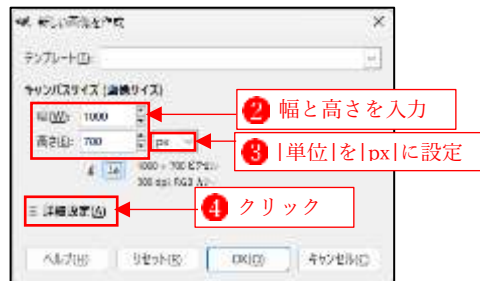 新しい画像を作成
テンプレート(T):
キャンバスサイズ (画像サイズ)
幅(W): 1000
2 幅と高さを入力
高さ(E): 700 px
3 |単位|を|px|に設定
1000 × 700 ピクセル
300 dpi, RGB カラー
詳細設定(A)
4 クリック
ヘルプ(H) リセット(R) OK(O) キャンセル(C)